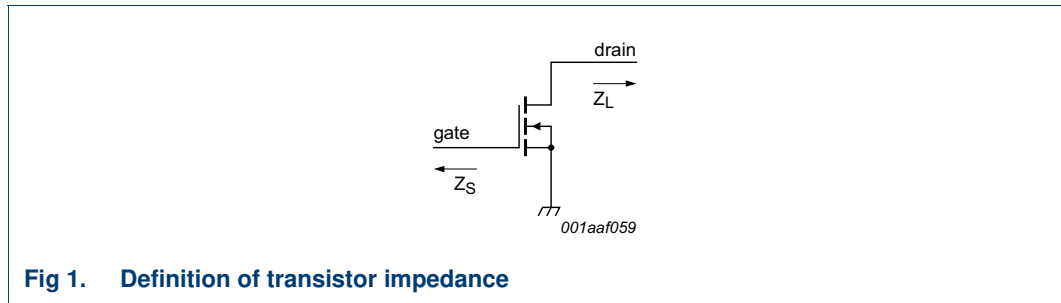 drain
Z_L
gate
Z_S
001aaf059
Fig 1. Definition of transistor impedance